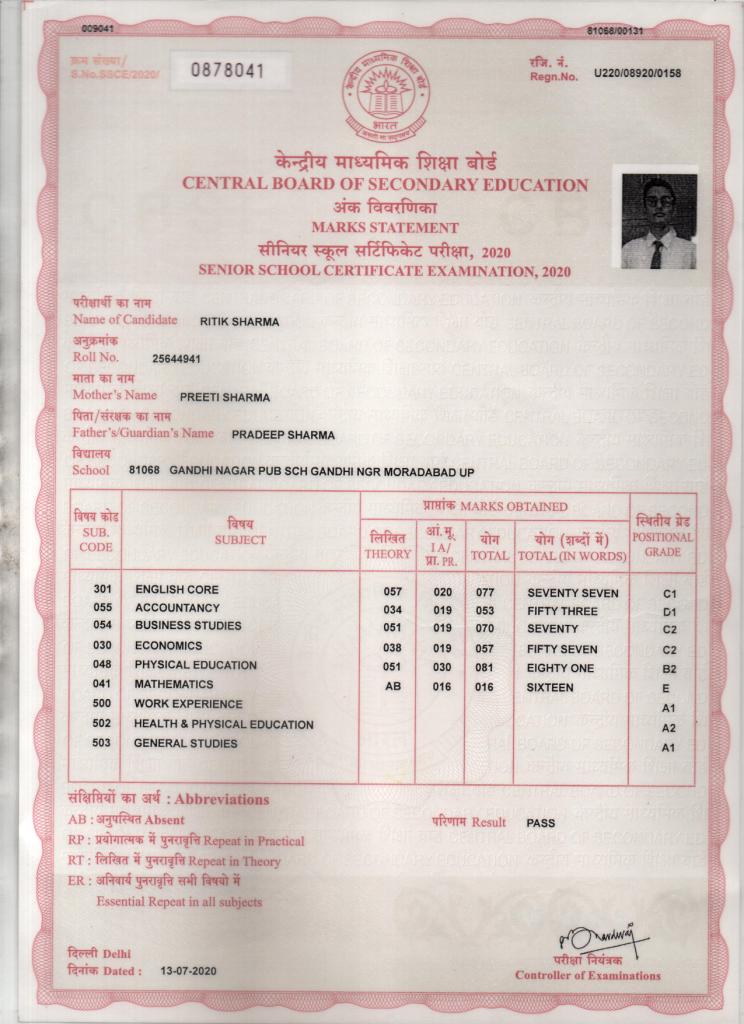 009041
81068/00131
क्रम संख्या/
S.No.SSCE/2020/
0878041
रजि. नं.
Regn.No. U220/08920/0158
केन्द्रीय माध्यमिक शिक्षा बोर्ड
भारत
केन्द्रीय माध्यमिक शिक्षा बोर्ड
CENTRAL BOARD OF SECONDARY EDUCATION
अंक विवरणिका
MARKS STATEMENT
सीनियर स्कूल सर्टिफिकेट परीक्षा, 2020
SENIOR SCHOOL CERTIFICATE EXAMINATION, 2020
परीक्षार्थी का नाम
Name of Candidate RITIK SHARMA
अनुक्रमांक
Roll No. 25644941
माता का नाम
Mother's Name PREETI SHARMA
पिता/संरक्षक का नाम
Father's/Guardian's Name PRADEEP SHARMA
विद्यालय
School 81068 GANDHI NAGAR PUB SCH GANDHI NGR MORADABAD UP
विषय कोड
SUB.
CODE
विषय
SUBJECT
प्राप्तांक MARKS OBTAINED
लिखित
THEORY
आं.मू.
I A/
प्रा. PR.
योग
TOTAL
योग (शब्दों में)
TOTAL (IN WORDS)
स्थितीय ग्रेड
POSITIONAL
GRADE
301 ENGLISH CORE 057 020 077 SEVENTY SEVEN C1
055 ACCOUNTANCY 034 019 053 FIFTY THREE D1
054 BUSINESS STUDIES 051 019 070 SEVENTY C2
030 ECONOMICS 038 019 057 FIFTY SEVEN C2
048 PHYSICAL EDUCATION 051 030 081 EIGHTY ONE B2
041 MATHEMATICS AB 016 016 SIXTEEN E
500 WORK EXPERIENCE A1
502 HEALTH & PHYSICAL EDUCATION A2
503 GENERAL STUDIES A1
संक्षिप्तियों का अर्थ : Abbreviations
AB : अनुपस्थित Absent
परिणाम Result PASS
RP : प्रयोगात्मक में पुनरावृत्ति Repeat in Practical
RT : लिखित में पुनरावृत्ति Repeat in Theory
ER : अनिवार्य पुनरावृत्ति सभी विषयो में
Essential Repeat in all subjects
दिल्ली Delhi
दिनांक Dated : 13-07-2020
परीक्षा नियंत्रक
Controller of Examinations